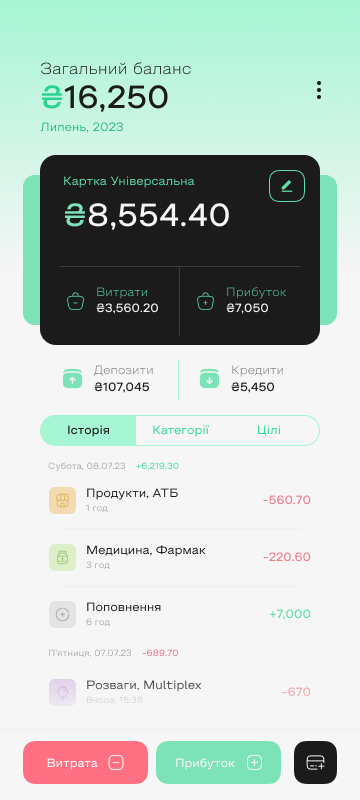 Загальний баланс
₴16,250
Липень, 2023
Картка Універсальна
₴8,554.40
Витрати
₴3,560.20
Прибуток
₴7,050
Депозити
₴107,045
Кредити
₴5,450
Історія
Категорії
Цілі
Субота, 08.07.23 +6,219.30
Продукти, АТБ
-560.70
1 год
Медицина, Фармак
-220.60
3 год
Поповнення
+7,000
6 год
П'ятниця, 07.07.23 -689.70
Розваги, Multiplex
-670
Вчора, 15:38
Витрата
Прибуток